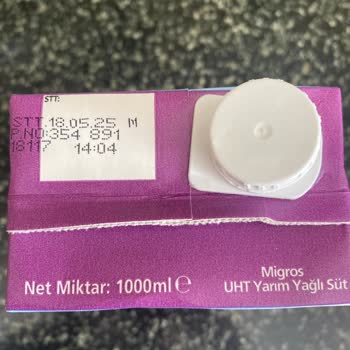 STT:
STT.18.05.25 M
P.NO:354 891
18117 14:04
Net Miktar: 1000ml ℮
Migros
UHT Yarım Yağlı Süt